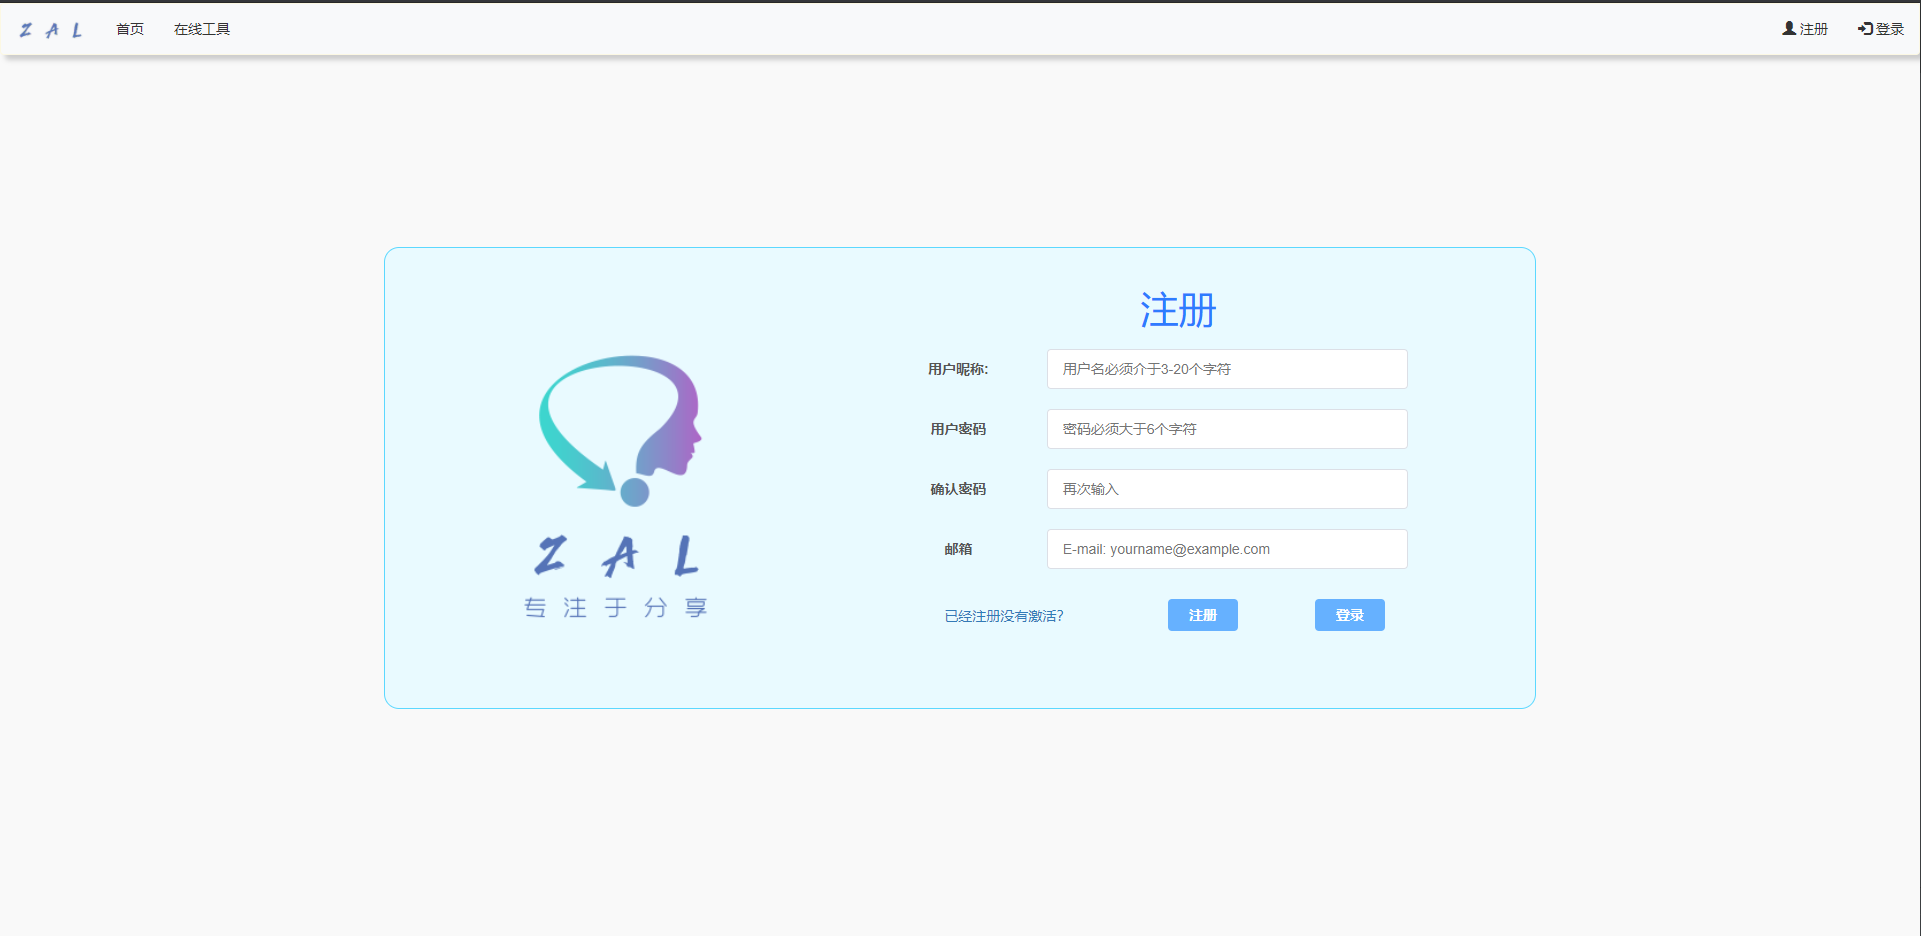 Z A L 首页 在线工具 注册 登录
注册
用户昵称: 用户名必须介于3-20个字符
用户密码 密码必须大于6个字符
确认密码 再次输入
邮箱 E-mail: yourname@example.com
已经注册没有激活? 注册 登录
Z A L
专注于分享